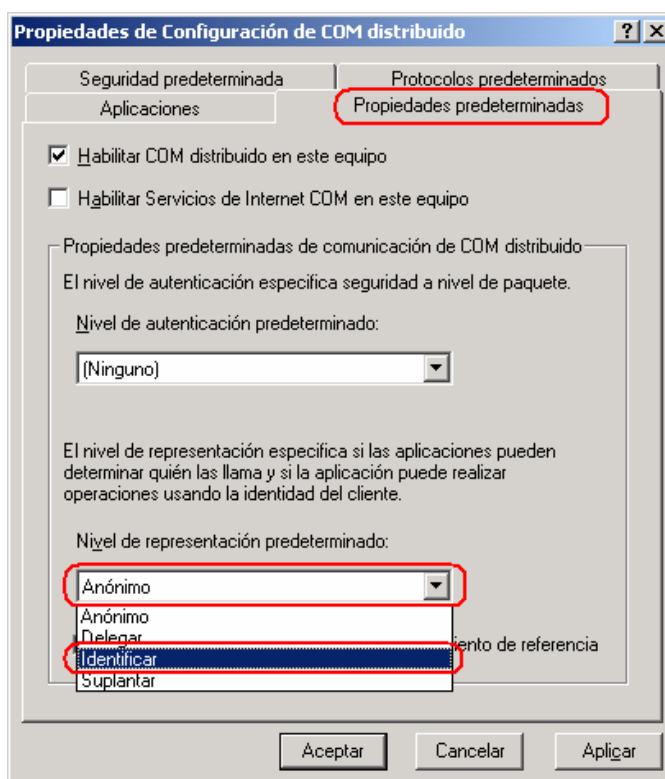 Propiedades de Configuración de COM distribuido
Seguridad predeterminada
Protocolos predeterminados
Aplicaciones
Propiedades predeterminadas
Habilitar COM distribuido en este equipo
Habilitar Servicios de Internet COM en este equipo
Propiedades predeterminadas de comunicación de COM distribuido
El nivel de autenticación especifica seguridad a nivel de paquete.
Nivel de autenticación predeterminado:
(Ninguno)
El nivel de representación especifica si las aplicaciones pueden
determinar quién las llama y si la aplicación puede realizar
operaciones usando la identidad del cliente.
Nivel de representación predeterminado:
Anónimo
Anónimo
Delegar
Identificar
iento de referencia
Suplantar
Aceptar
Cancelar
Aplicar